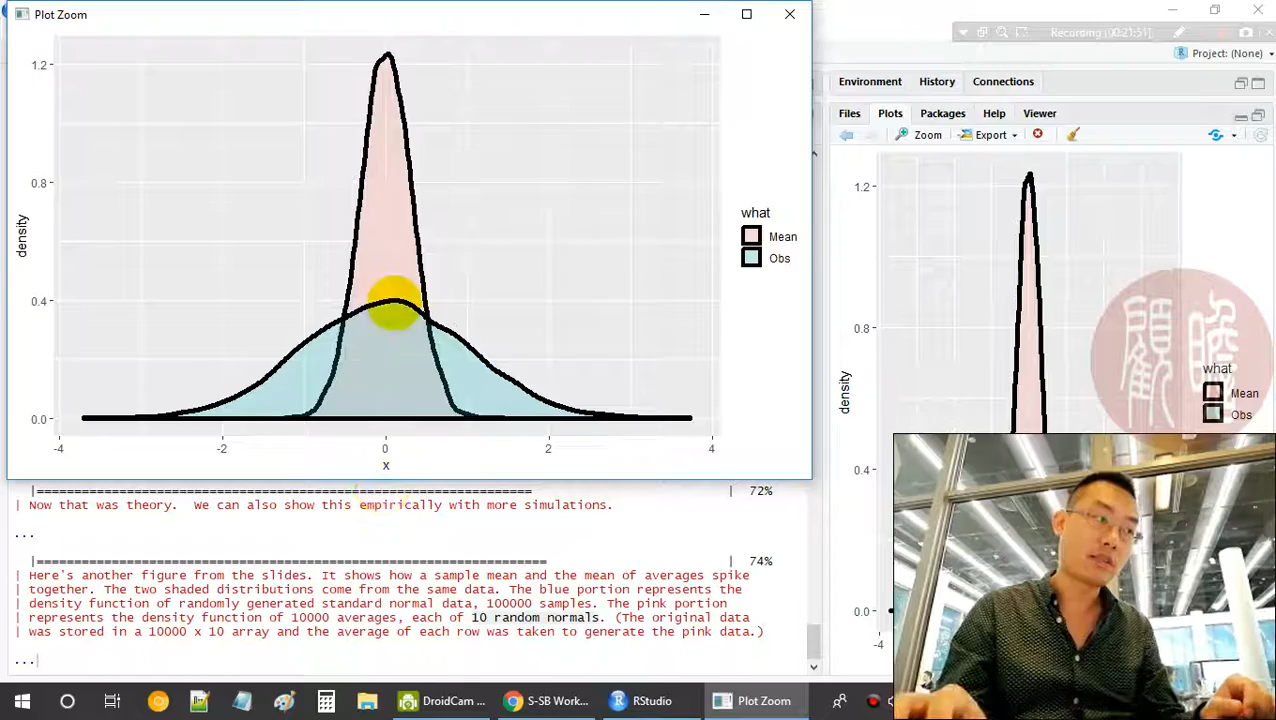 Plot Zoom
Recording [00:21:51]
Project: (None)
Environment
History
Connections
Files
Plots
Packages
Help
Viewer
Zoom
Export
1.2
0.8
0.4
0.0
density
-4
-2
0
2
4
x
what
Mean
Obs
1.2
0.8
0.4
0.0
density
-4
what
Mean
Obs
顧
|================================================================== | 72%
| Now that was theory.  We can also show this empirically with more simulations.
...
|==================================================================== | 74%
| Here's another figure from the slides. It shows how a sample mean and the mean of averages spike
| together. The two shaded distributions come from the same data. The blue portion represents the
| density function of randomly generated standard normal data, 100000 samples. The pink portion
| represents the density function of 10000 averages, each of 10 random normals. (The original data
| was stored in a 10000 x 10 array and the average of each row was taken to generate the pink data.)
...
DroidCam ...
S-SB Work...
RStudio
Plot Zoom